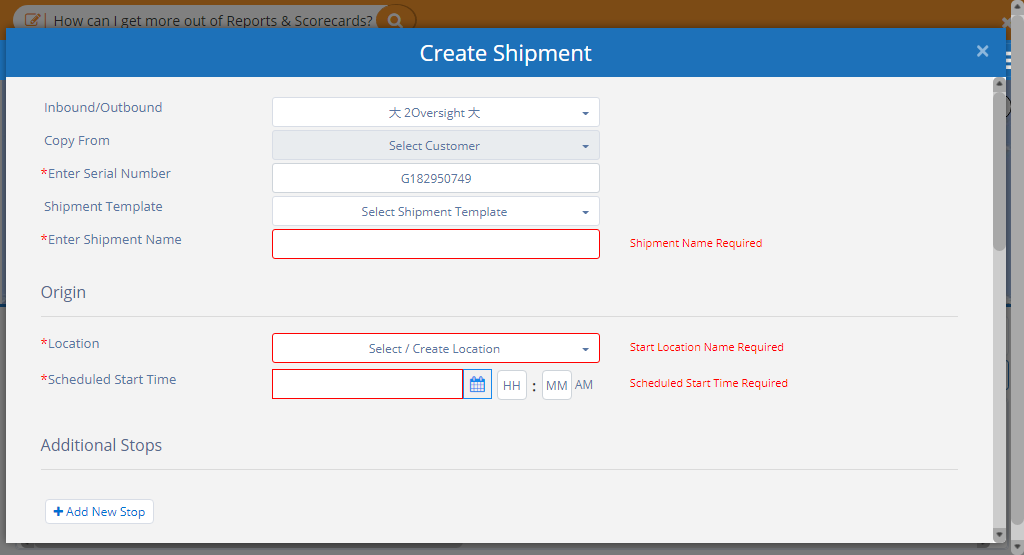 How can I get more out of Reports & Scorecards?
Create Shipment ×
Inbound/Outbound 大 2Oversight 大
Copy From Select Customer
*Enter Serial Number G182950749
Shipment Template Select Shipment Template
*Enter Shipment Name Shipment Name Required
Origin
*Location Select / Create Location Start Location Name Required
*Scheduled Start Time HH : MM AM Scheduled Start Time Required
Additional Stops
+ Add New Stop